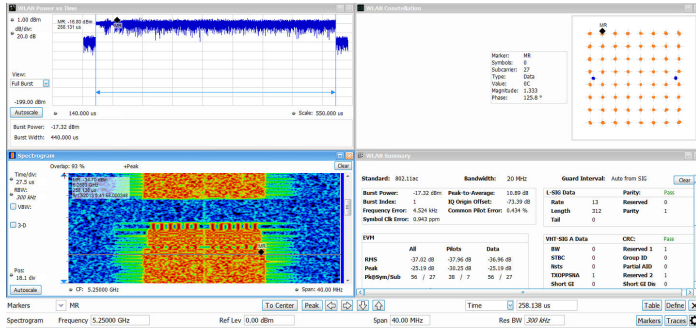 WLAN Power vs Time
1.00 dBm
dB/div:
20.0 dB
MR: -16.80 dBm
258.131 us
MR
View:
Full Burst
-199.00 dBm
Autoscale
140.000 us
Scale: 550.000 us
Burst Power: -17.32 dBm
Burst Width: 440.000 us
WLAN Constellation
MR
Marker: MR
Symbols: 8
Subcarrier: 27
Type: Data
Value: 0C
Magnitude: 1.333
Phase: 125.8 °
Spectrogram
Overlap: 93 % +Peak Clear
Time/div:
27.5 us
RBW:
300 kHz
VBW:
3-D
Pos:
18.1 div
Autoscale
MR: -34.70 dBm
258.138 us
MR
CF: 5.25000 GHz
Span: 40.00 MHz
WLAN Summary
Standard: 802.11ac Bandwidth: 20 MHz Guard Interval: Auto from SIG Clear
Burst Power: -17.32 dBm Peak-to-Average: 10.89 dB
Burst Index: 1 IQ Origin Offset: -73.39 dB
Frequency Error: 4.524 kHz Common Pilot Error: 0.434 %
Symbol Clk Error: 0.943 ppm
L-SIG Data Parity: Pass
Rate 13 Reserved 0
Length 312 Parity 1
Tail 0
EVM
All Pilots Data
RMS -37.02 dB -37.96 dB -36.96 dB
Peak -25.19 dB -30.25 dB -25.19 dB
Pk@Sym/Sub 56 / 27 38 / 7 56 / 27
VHT-SIG A Data CRC: Pass
BW 0 Reserved 1 1
STBC 0 Group ID 0
Nsts 0 Partial AID 0
TXOPPSNA 1 Reserved 2 1
Short GI 0 Short GI Dis 0
Markers MR To Center Peak Time 258.138 us Table Define
Spectrogram Frequency 5.25000 GHz Ref Lev 0.00 dBm Span 40.00 MHz Res BW 300 kHz Markers Traces